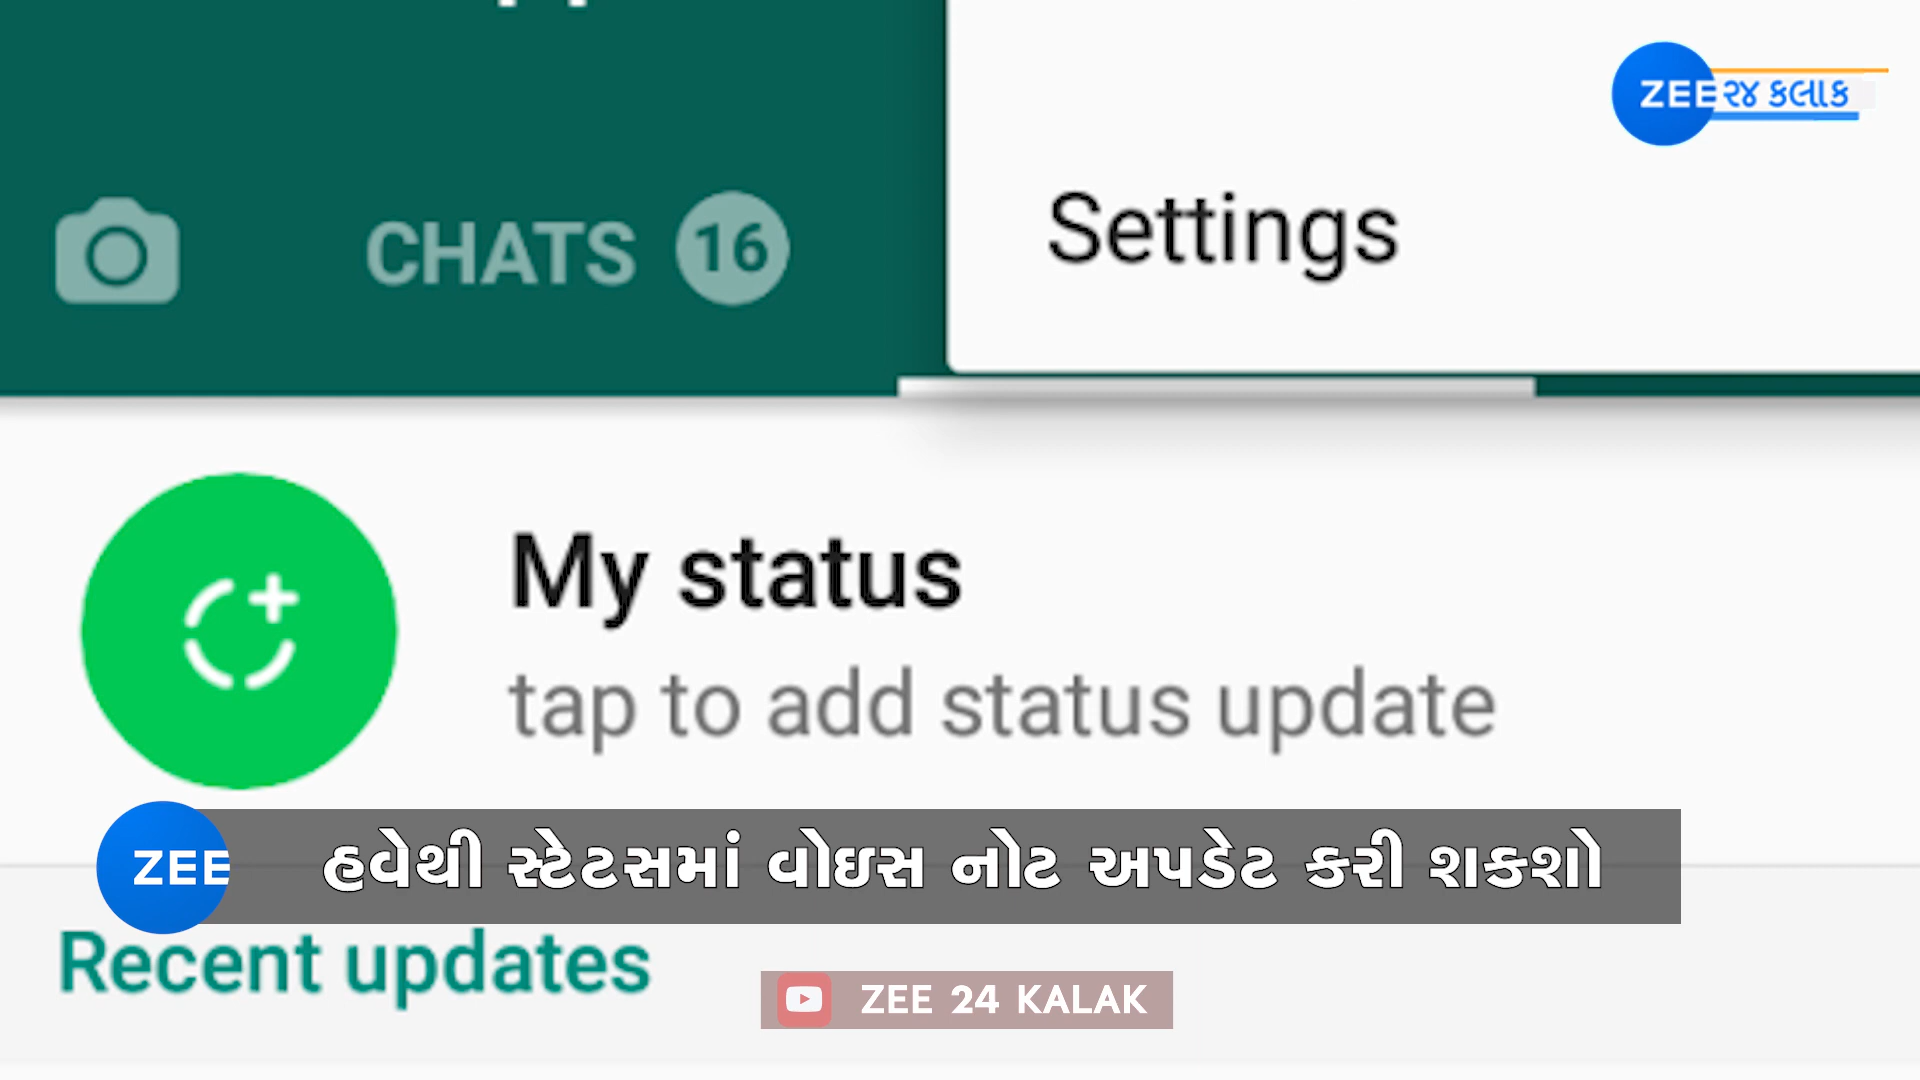 ZEE ૨૪ કલાક
CHATS 16
Settings
My status
tap to add status update
ZEE હવેથી સ્ટેટસમાં વોઇસ નોટ અપડેટ કરી શકશો
Recent updates
ZEE 24 KALAK